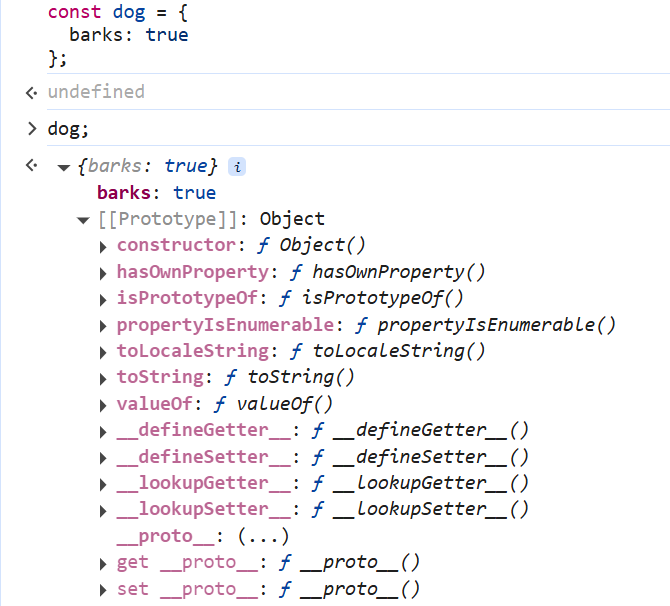 const dog = {
  barks: true
};
undefined
dog;
{barks: true} i
barks: true
[[Prototype]]: Object
constructor: ƒ Object()
hasOwnProperty: ƒ hasOwnProperty()
isPrototypeOf: ƒ isPrototypeOf()
propertyIsEnumerable: ƒ propertyIsEnumerable()
toLocaleString: ƒ toLocaleString()
toString: ƒ toString()
valueOf: ƒ valueOf()
__defineGetter__: ƒ __defineGetter__()
__defineSetter__: ƒ __defineSetter__()
__lookupGetter__: ƒ __lookupGetter__()
__lookupSetter__: ƒ __lookupSetter__()
__proto__: (...)
get __proto__: ƒ __proto__()
set __proto__: ƒ __proto__()